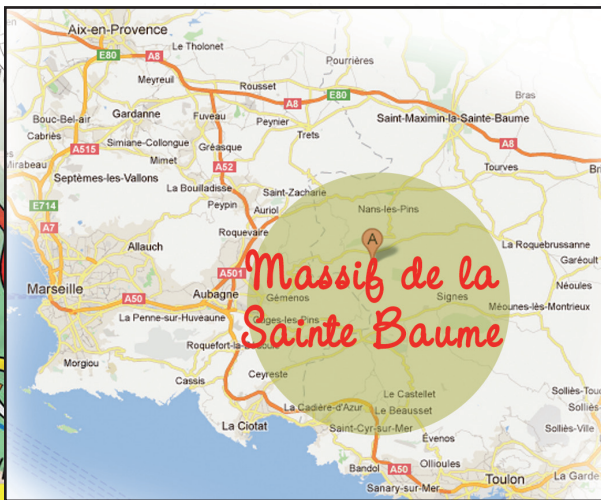 Aix-en-Provence
Le Tholonet
E80
A8
Pourrières
Meyreuil
Rousset
A8
E80
Bras
Bouc-Bel-air
Gardanne
Fuveau
Peynier
Saint-Maximin-la-Sainte-Baume
Cabriès
Simiane-Collongue
Gréasque
Trets
A515
A8
Mimet
A52
Tourves
Mirabeau
Septèmes-les-Vallons
La Bouilladisse
Saint-Zacharie
E714
Peypin
Auriol
Nans-les-Pins
A7
Roquevaire
Allauch
A
La Roquebrussanne
Garéoult
A501
Massif de la
Marseille
A50
Aubagne
Gémenos
Signes
Néoules
Méounes-lès-Montrieux
La Penne-sur-Huveaune
Sainte Baume
Morgiou
Cassis
Ceyreste
Le Castellet
La Cadière-d'Azur
Le Beausset
La Ciotat
Saint-Cyr-sur-Mer
Évenos
Solliès-Ville
Bandol
A50
Ollioules
Sanary-sur-Mer
Toulon
La Garde